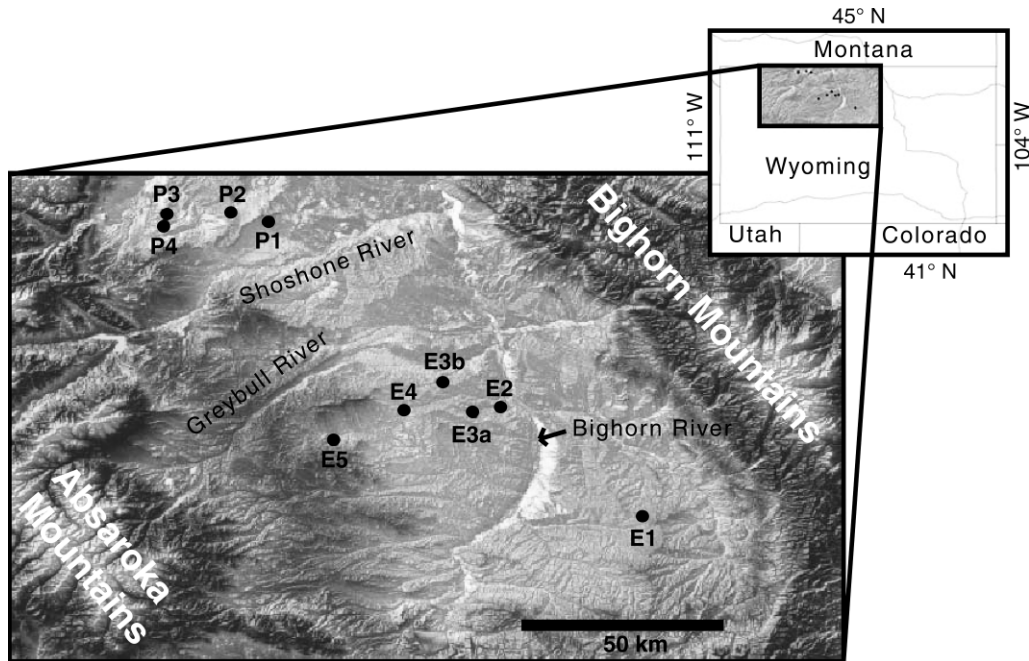 45° N
Montana
111° W
104° W
Wyoming
Utah
Colorado
41° N
P3
P2
P4
P1
Shoshone River
Bighorn Mountains
Greybull River
E3b
E4
E2
E3a
Bighorn River
E5
Absaroka
Mountains
E1
50 km